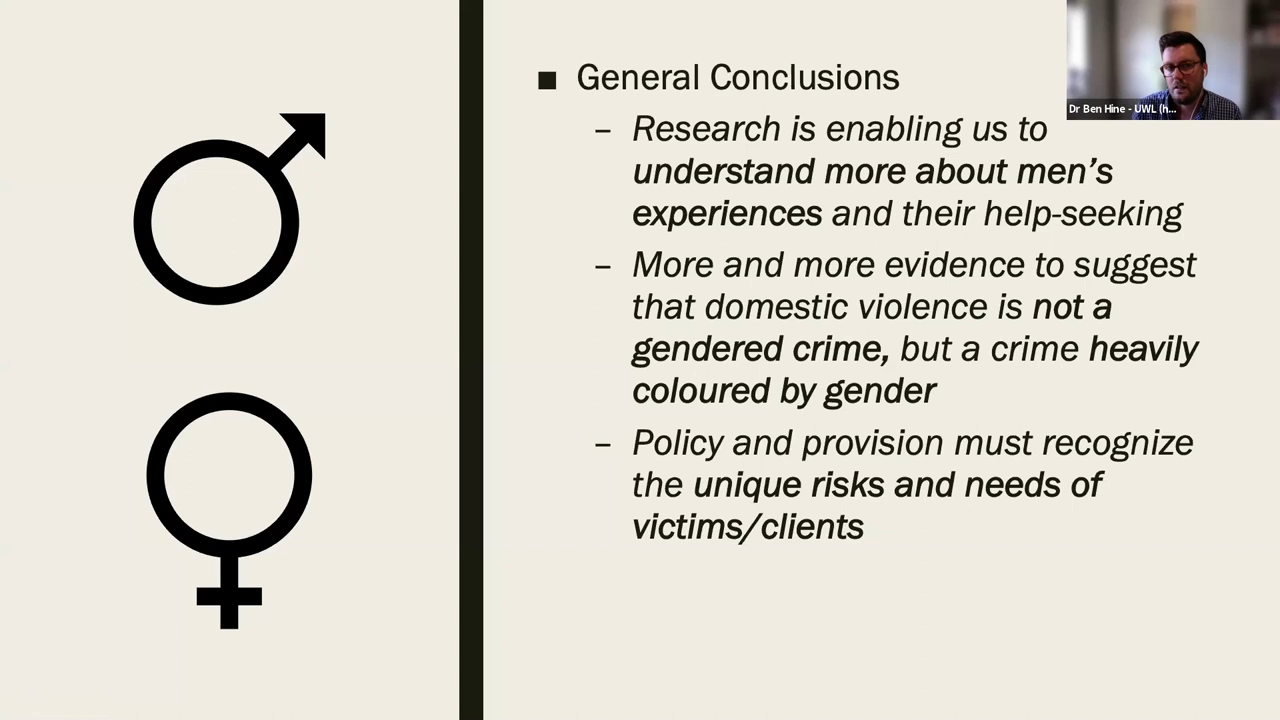 ■ General Conclusions
– Research is enabling us to
understand more about men’s
experiences and their help-seeking
– More and more evidence to suggest
that domestic violence is not a
gendered crime, but a crime heavily
coloured by gender
– Policy and provision must recognize
the unique risks and needs of
victims/clients
Dr Ben Hine - UWL (h...